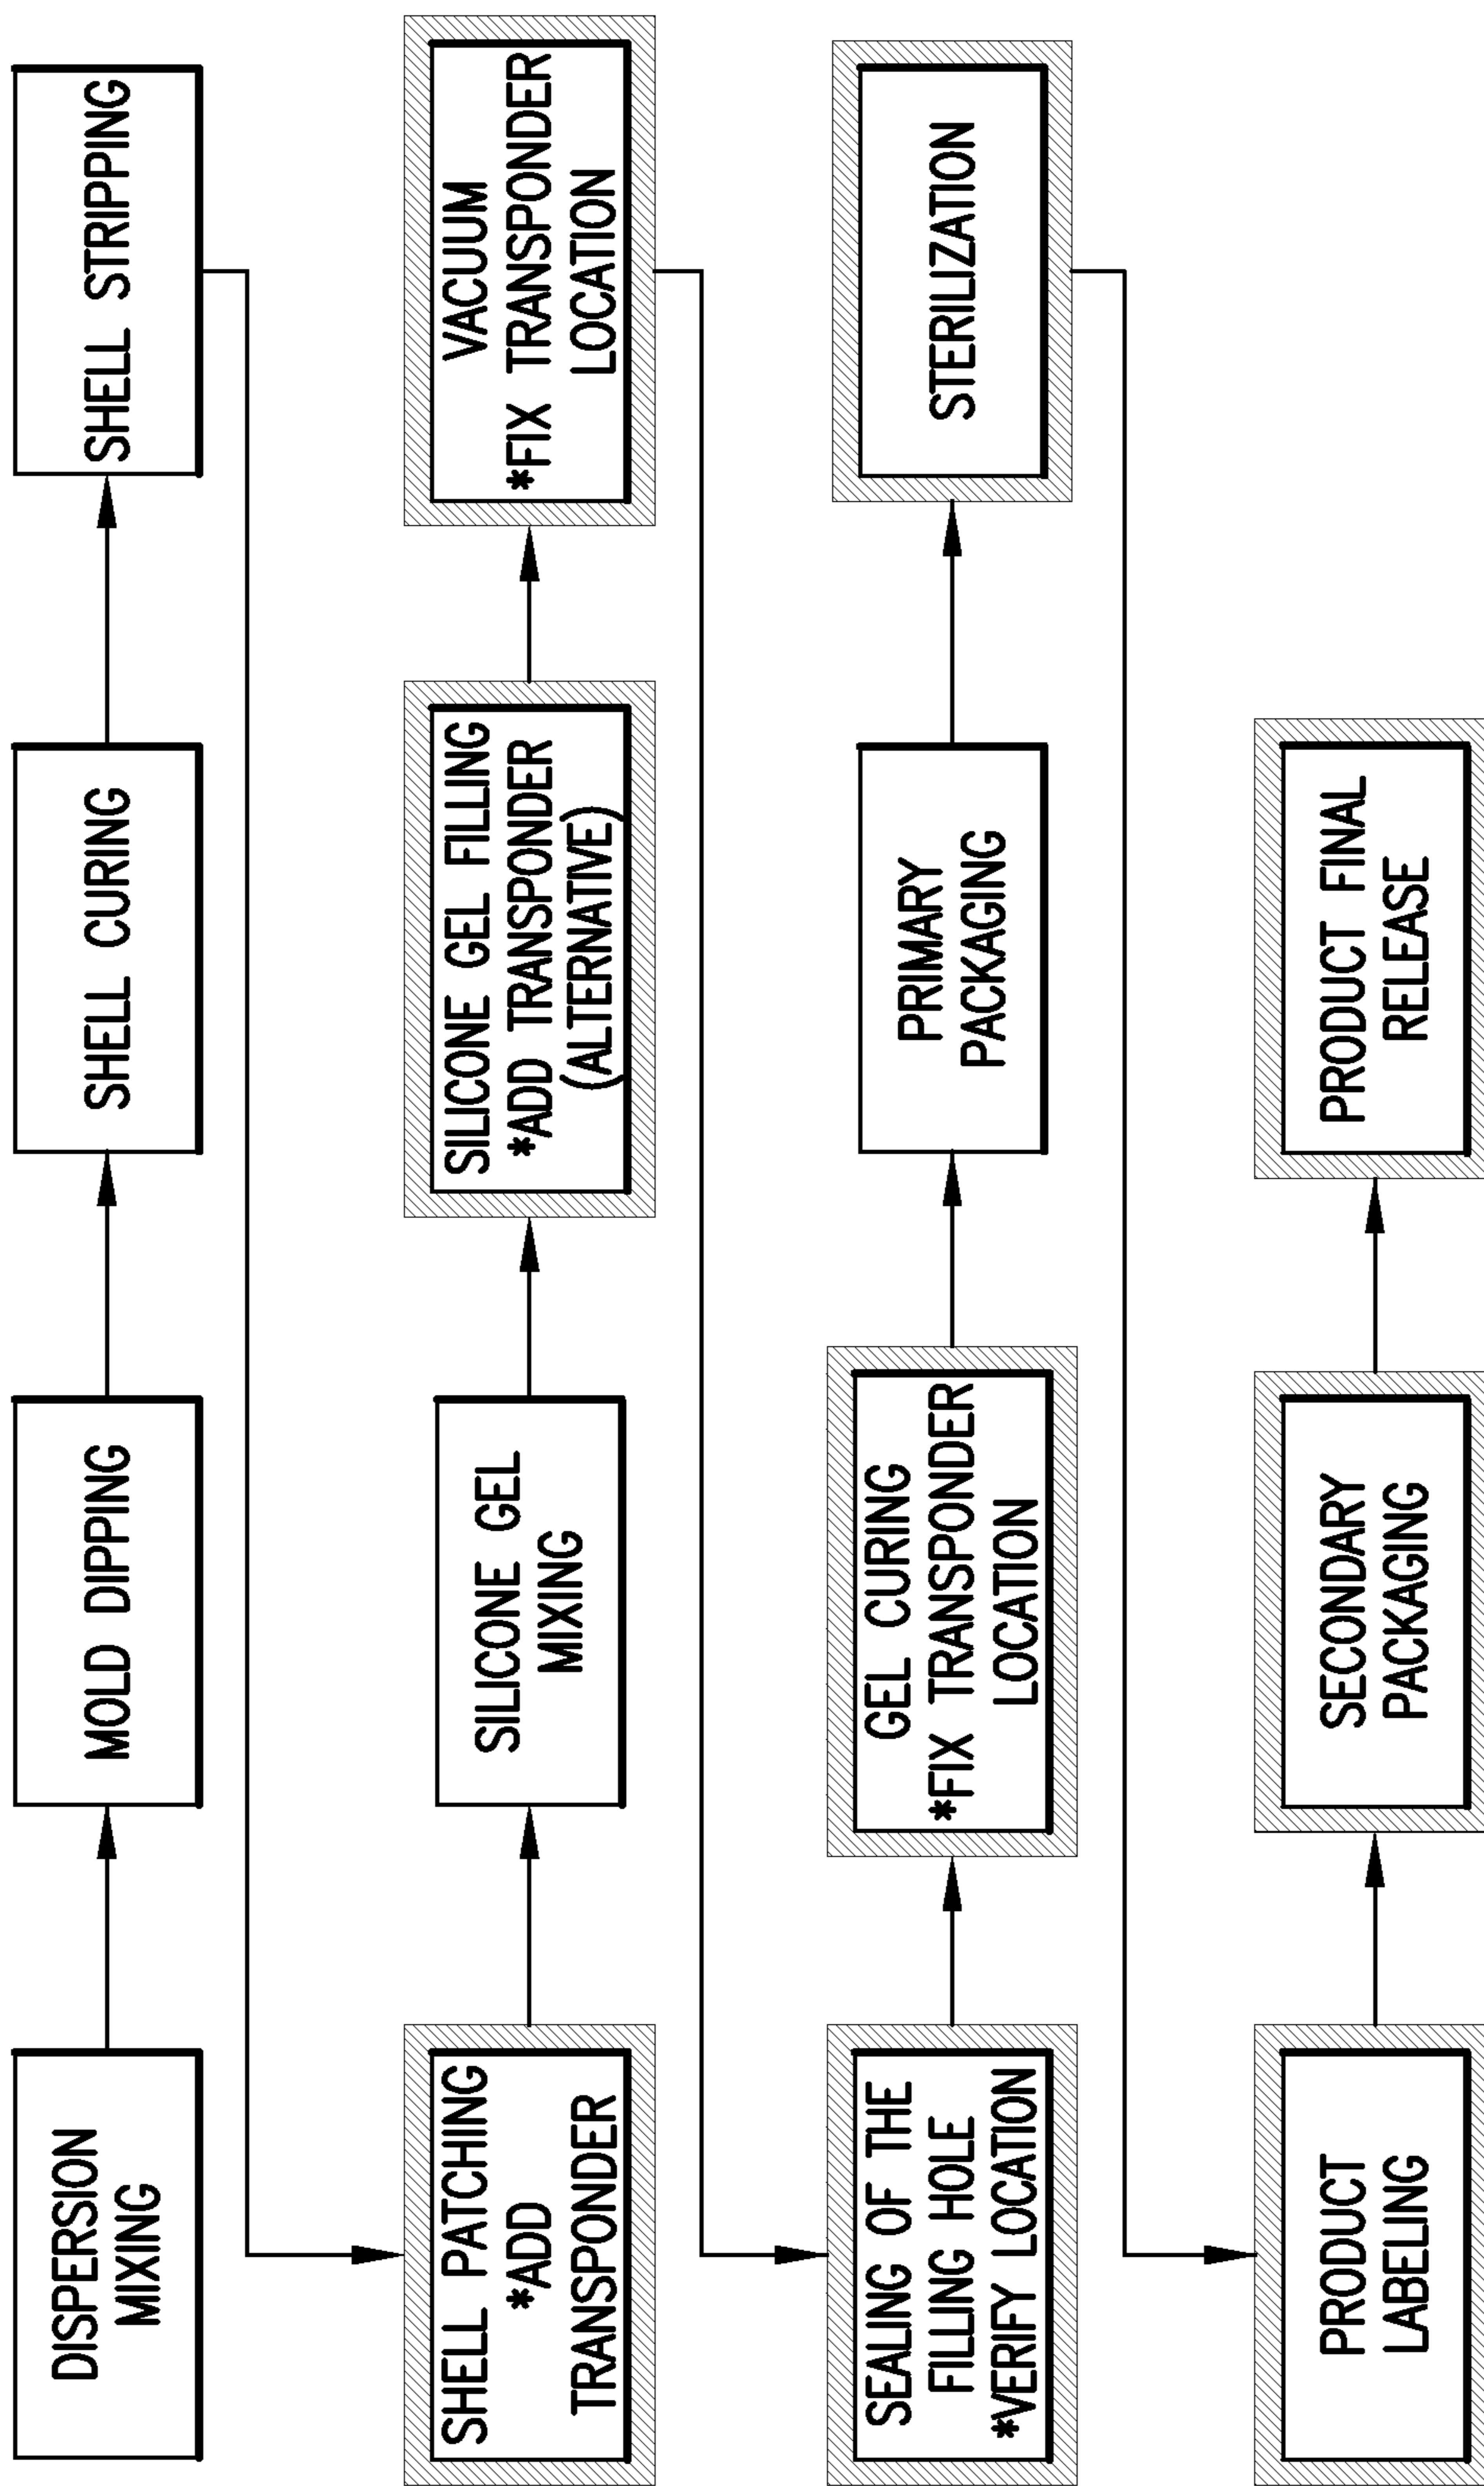 DISPERSION
MIXING
MOLD DIPPING
SHELL CURING
SHELL STRIPPING
SHELL PATCHING
*ADD
TRANSPONDER
SILICONE GEL
MIXING
SILICONE GEL FILLING
*ADD TRANSPONDER
(ALTERNATIVE)
VACUUM
*FIX TRANSPONDER
LOCATION
SEALING OF THE
FILLING HOLE
*VERIFY LOCATION
GEL CURING
*FIX TRANSPONDER
LOCATION
PRIMARY
PACKAGING
STERILIZATION
PRODUCT
LABELING
SECONDARY
PACKAGING
PRODUCT FINAL
RELEASE